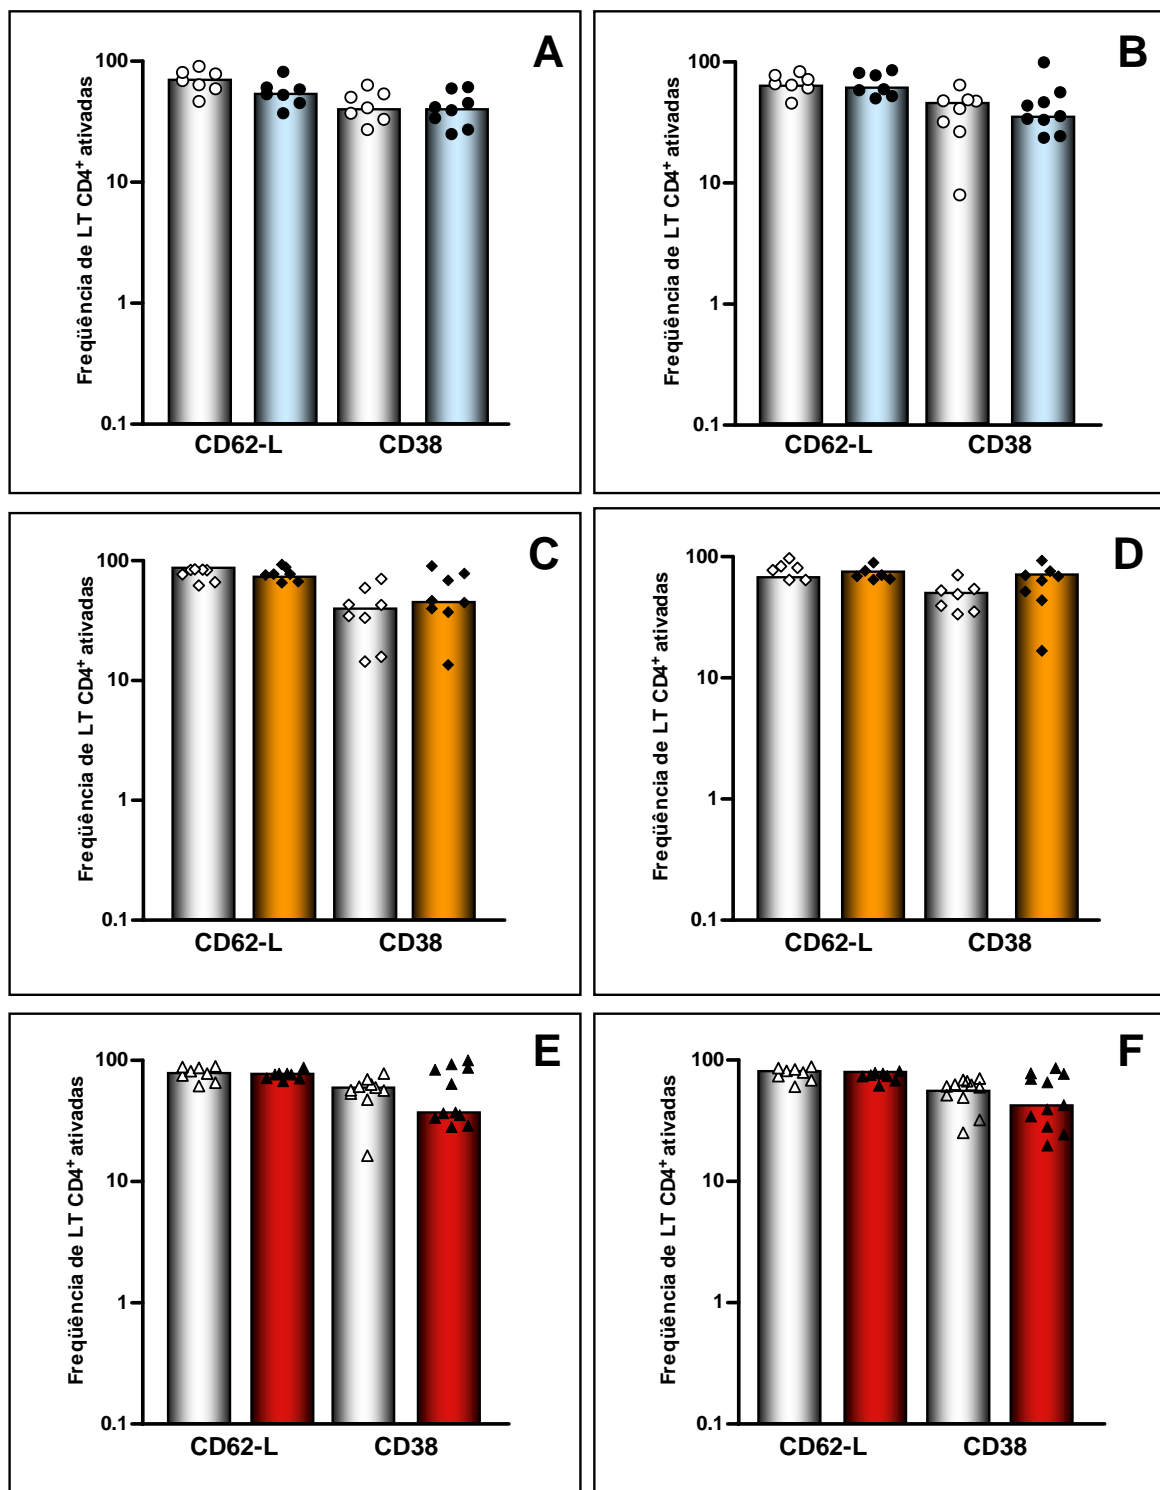 A
Freqüência de LT CD4+ ativadas
100
10
1
0.1
CD62-L CD38
B
Freqüência de LT CD4+ ativadas
100
10
1
0.1
CD62-L CD38
C
Freqüência de LT CD4+ ativadas
100
10
1
0.1
CD62-L CD38
D
Freqüência de LT CD4+ ativadas
100
10
1
0.1
CD62-L CD38
E
Freqüência de LT CD4+ ativadas
100
10
1
0.1
CD62-L CD38
F
Freqüência de LT CD4+ ativadas
100
10
1
0.1
CD62-L CD38